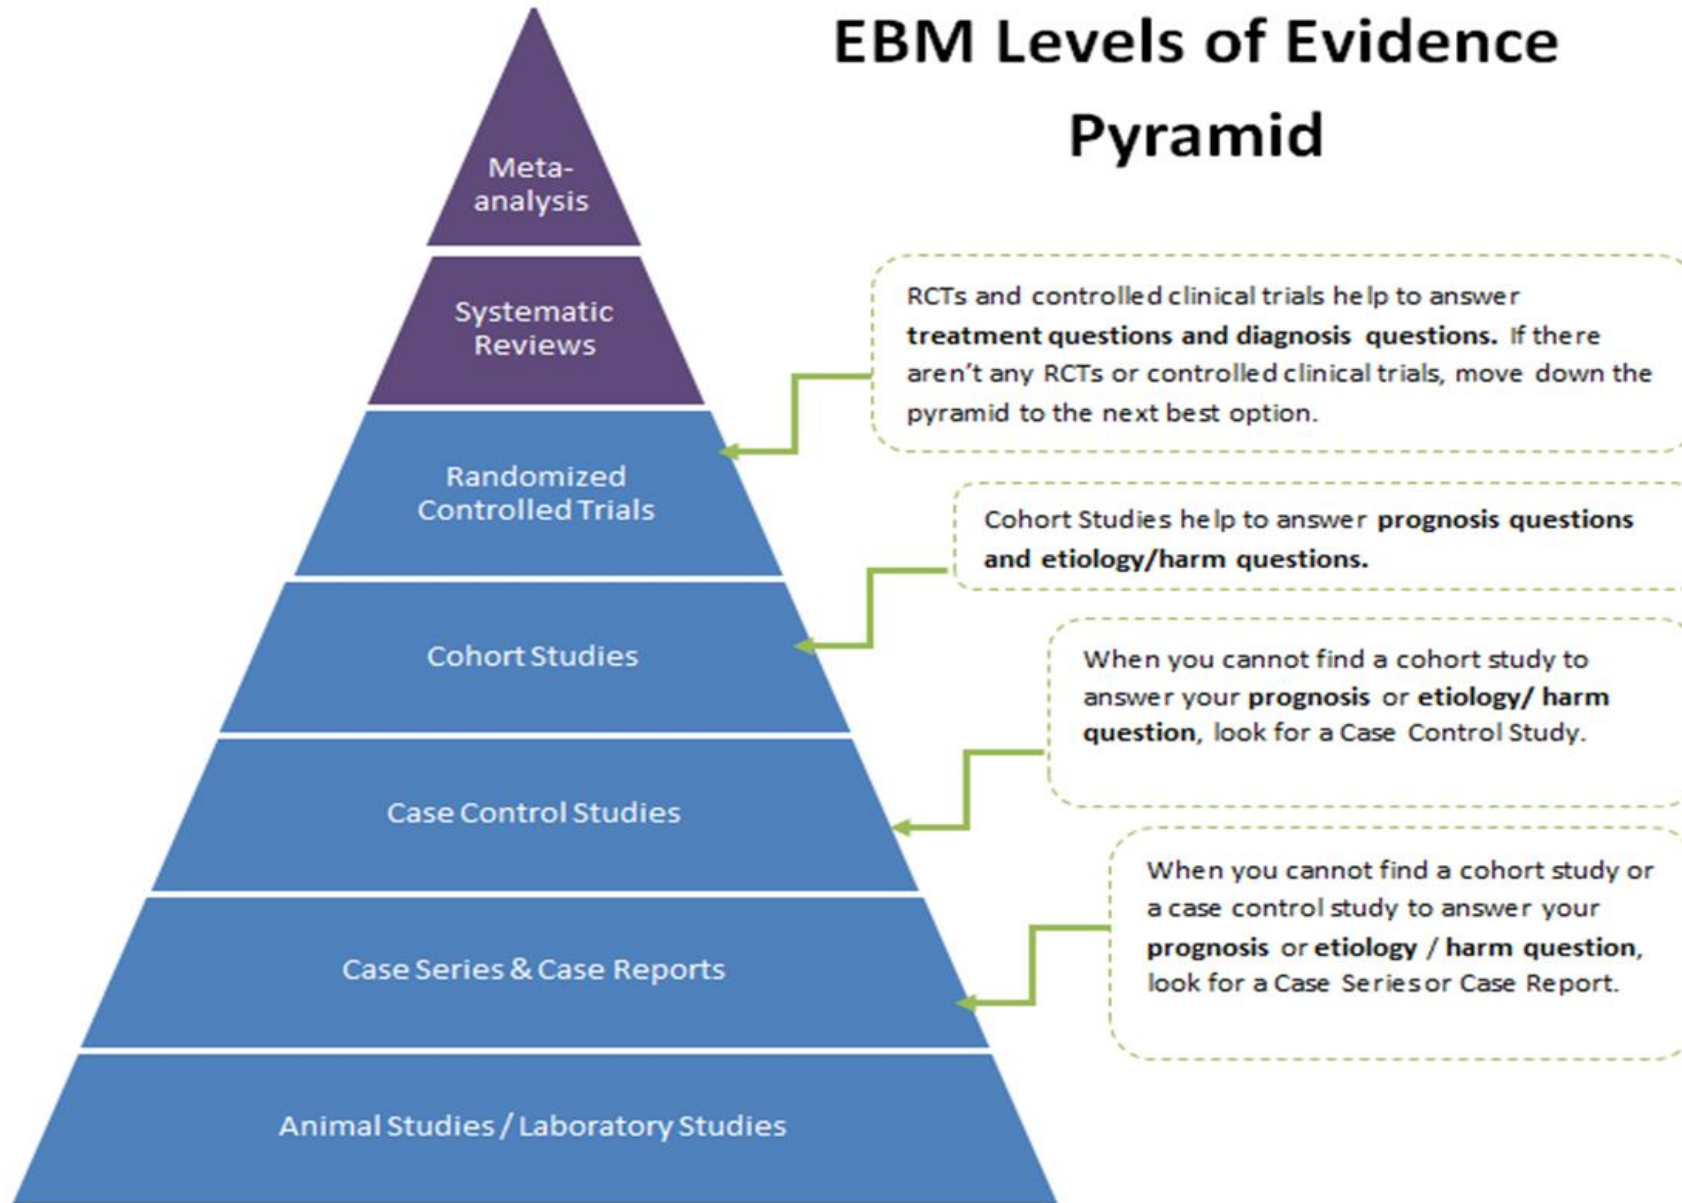 EBM Levels of Evidence
Pyramid
Meta-
analysis
Systematic
Reviews
RCTs and controlled clinical trials help to answer
treatment questions and diagnosis questions. If there
aren't any RCTs or controlled clinical trials, move down the
pyramid to the next best option.
Randomized
Controlled Trials
Cohort Studies help to answer prognosis questions
and etiology/harm questions.
Cohort Studies
When you cannot find a cohort study to
answer your prognosis or etiology/ harm
question, look for a Case Control Study.
Case Control Studies
When you cannot find a cohort study or
a case control study to answer your
prognosis or etiology / harm question,
look for a Case Series or Case Report.
Case Series & Case Reports
Animal Studies / Laboratory Studies